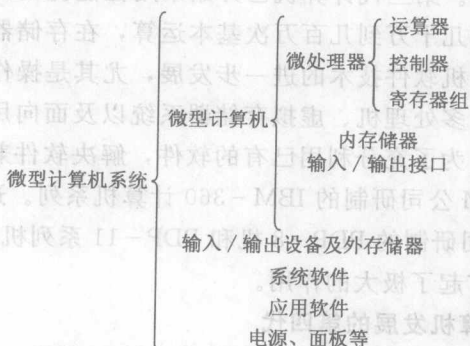 运算器
微处理器 控制器
寄存器组
微型计算机
内存储器
输入/输出接口
微型计算机系统
输入/输出设备及外存储器
系统软件
应用软件
电源、面板等